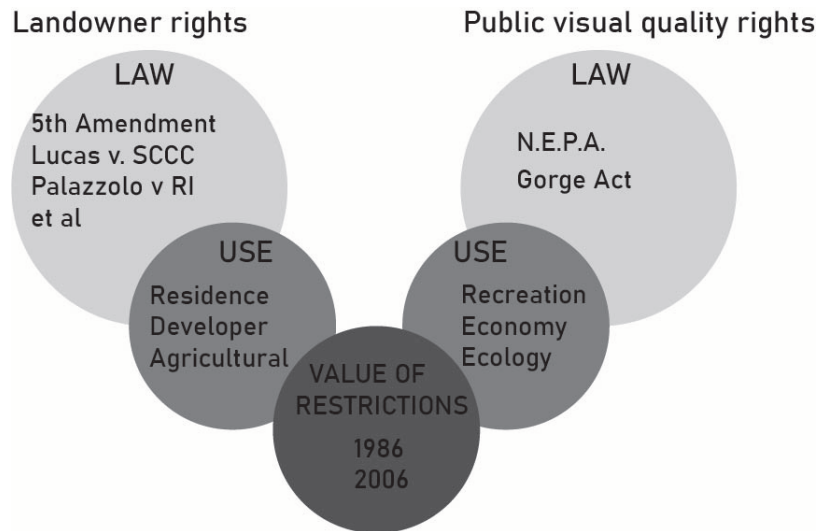 Landowner rights
Public visual quality rights
LAW
5th Amendment
Lucas v. SCCC
Palazzolo v RI
et al
LAW
N.E.P.A.
Gorge Act
USE
Residence
Developer
Agricultural
USE
Recreation
Economy
Ecology
VALUE OF
RESTRICTIONS
1986
2006